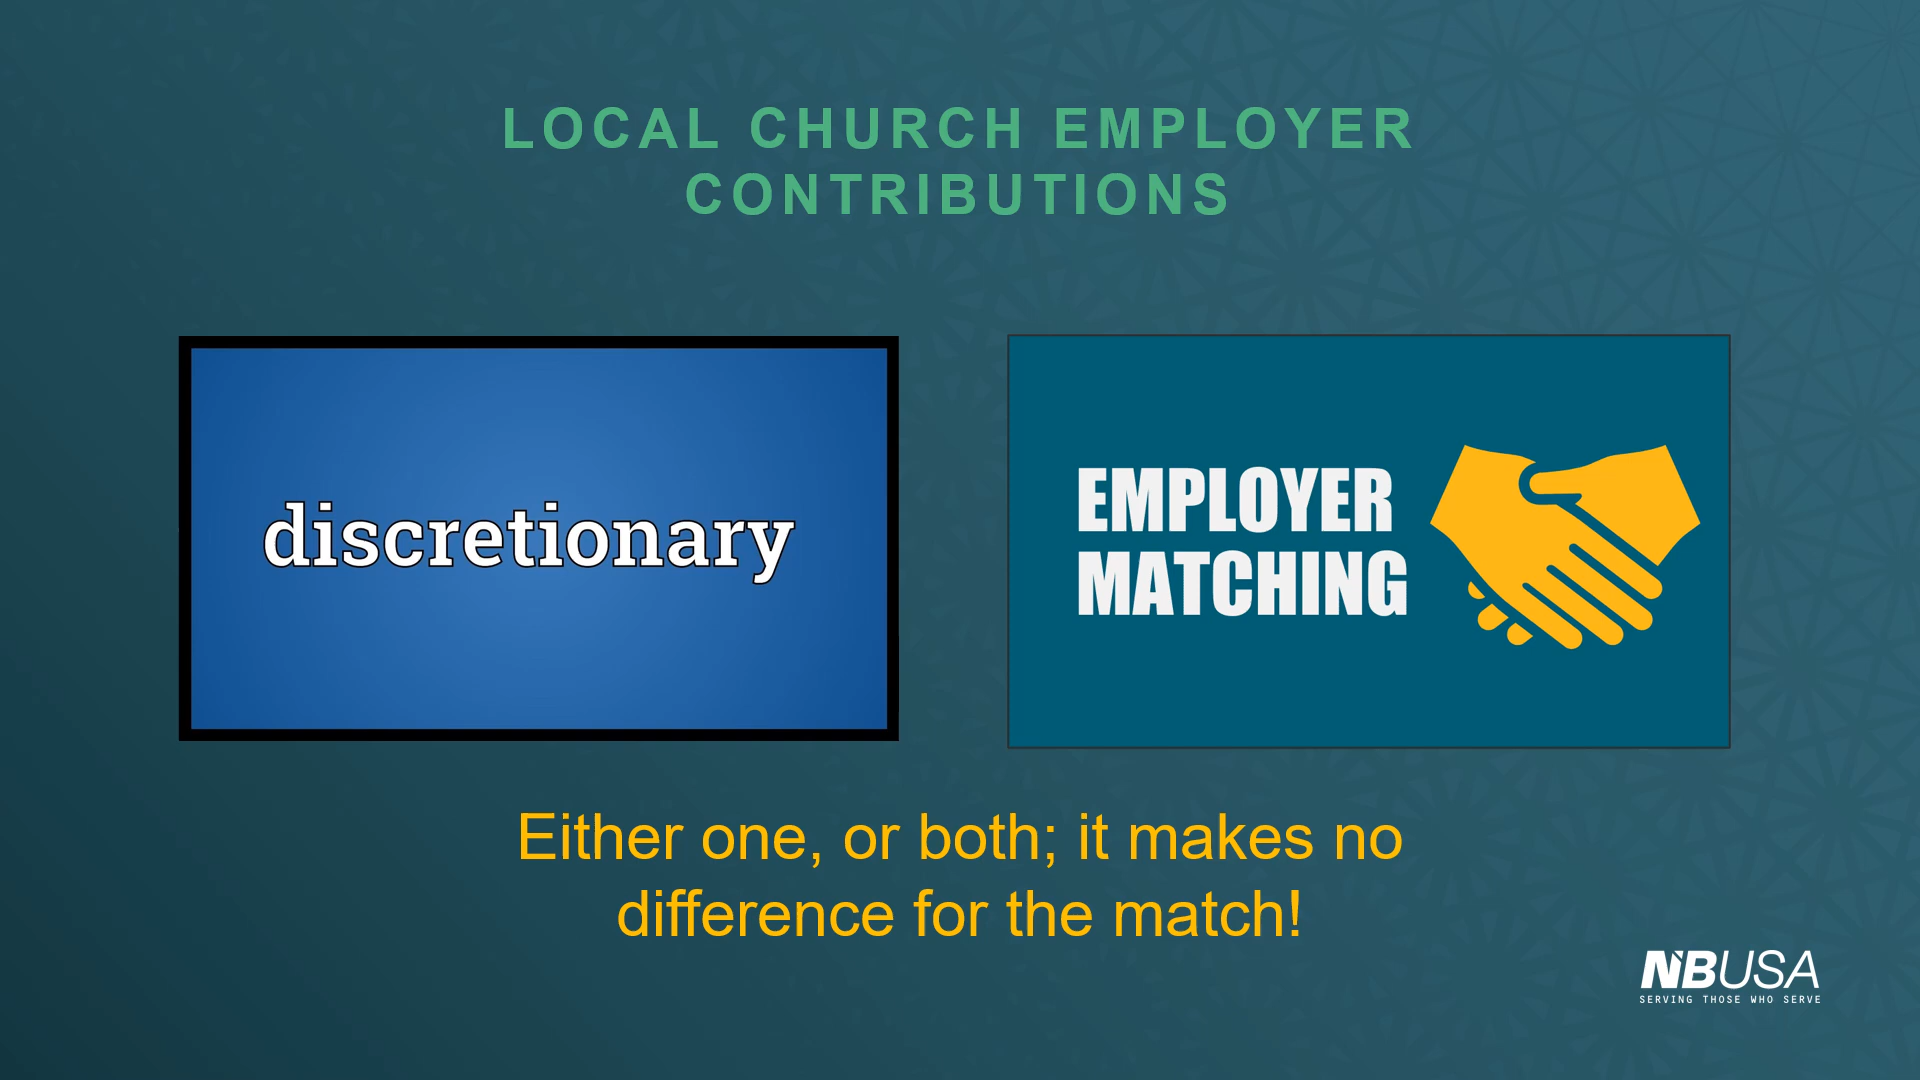 LOCAL CHURCH EMPLOYER
CONTRIBUTIONS
discretionary
EMPLOYER
MATCHING
Either one, or both; it makes no
difference for the match!
NBUSA
SERVING THOSE WHO SERVE